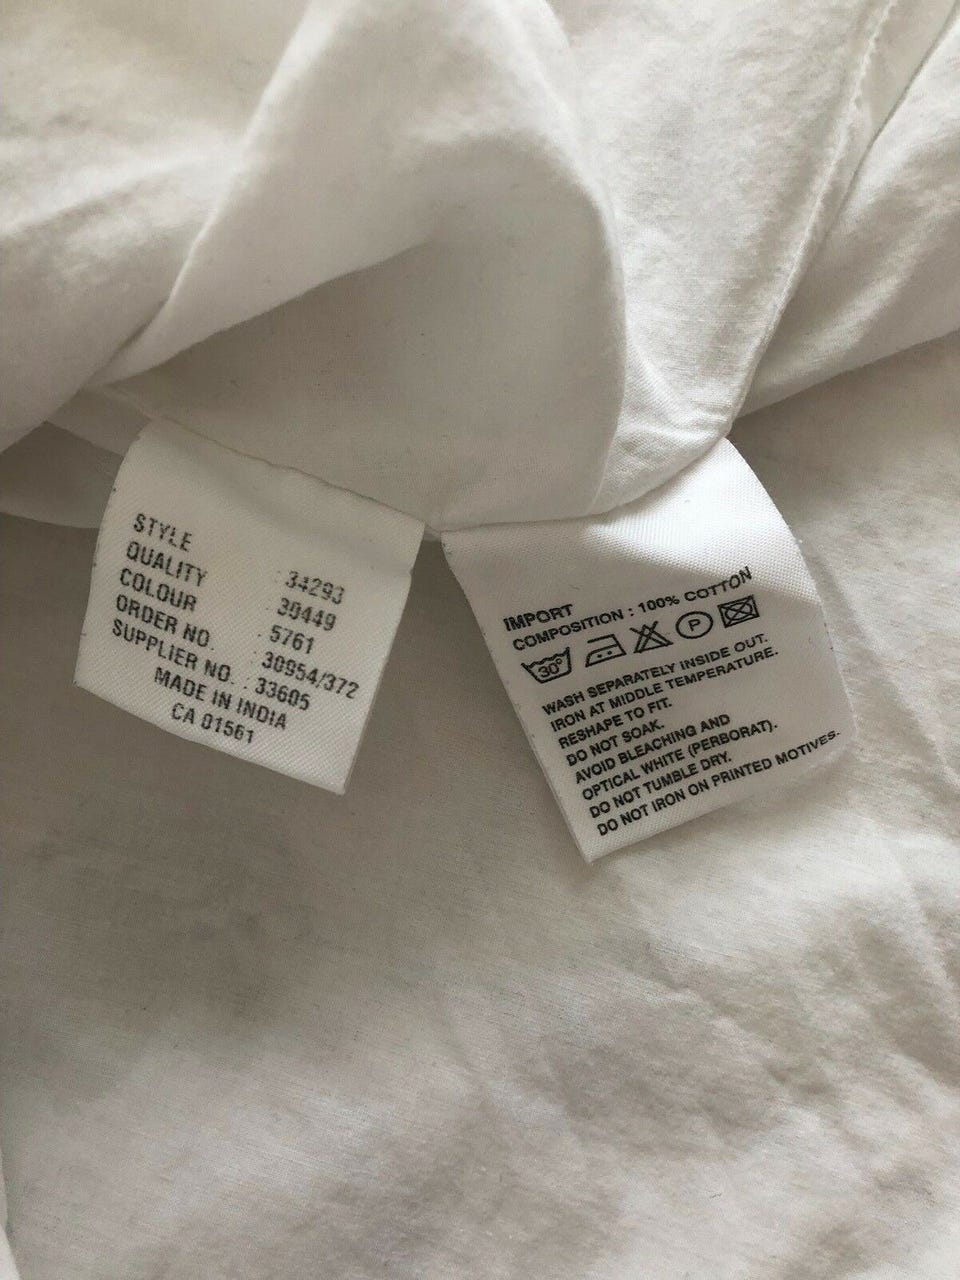 STYLE : 34293
QUALITY : 30449
COLOUR : 5761
ORDER NO. : 30954/372
SUPPLIER NO. : 33605
MADE IN INDIA
CA 01561
IMPORT
COMPOSITION : 100% COTTON
30° P
WASH SEPARATELY INSIDE OUT.
IRON AT MIDDLE TEMPERATURE.
RESHAPE TO FIT.
DO NOT SOAK.
AVOID BLEACHING AND
OPTICAL WHITE (PERBORAT).
DO NOT TUMBLE DRY.
DO NOT IRON ON PRINTED MOTIVES.